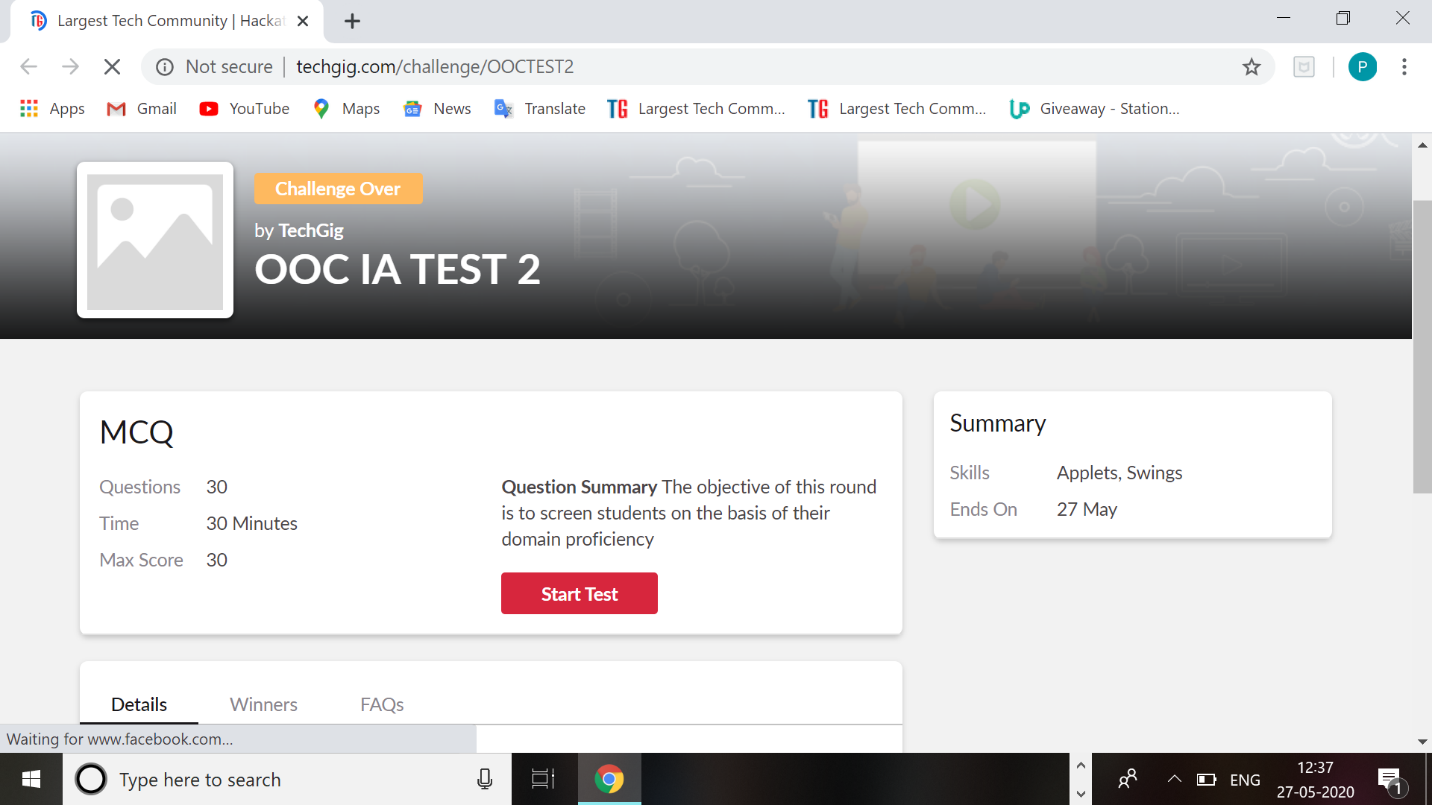 Largest Tech Community | Hackat
Not secure | techgig.com/challenge/OOCTEST2
P
Apps Gmail YouTube Maps News Translate TG Largest Tech Comm... TG Largest Tech Comm... Giveaway - Station...
Challenge Over
by TechGig
OOC IA TEST 2
MCQ
Questions 30
Time 30 Minutes
Max Score 30
Question Summary The objective of this round
is to screen students on the basis of their
domain proficiency
Start Test
Summary
Skills Applets, Swings
Ends On 27 May
Details Winners FAQs
Waiting for www.facebook.com...
Type here to search
ENG
12:37
27-05-2020
1